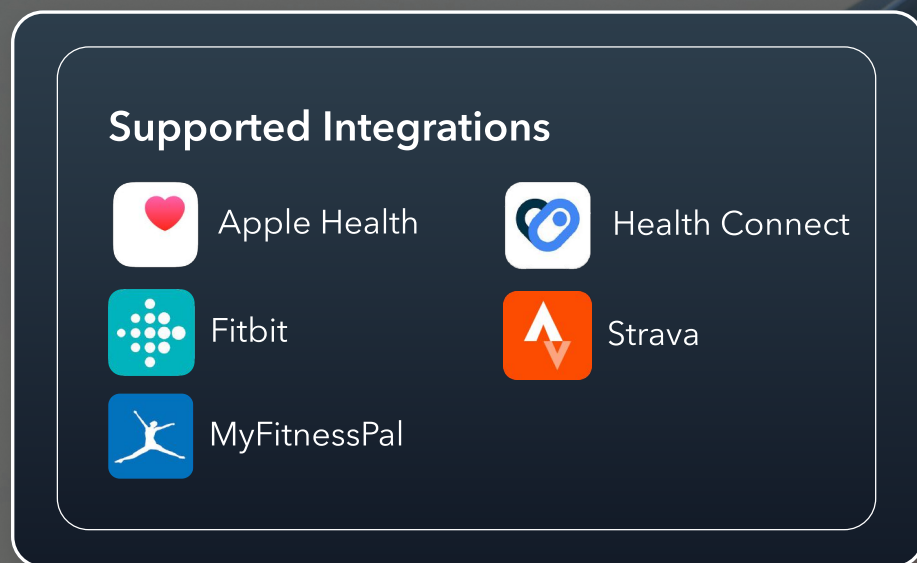 Supported Integrations
Apple Health
Health Connect
Fitbit
Strava
MyFitnessPal